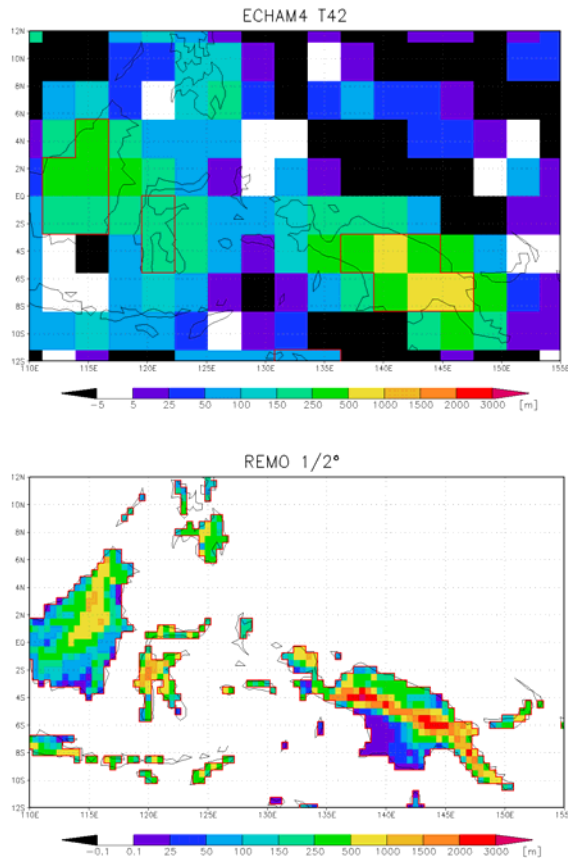 ECHAM4 T42
12N
10N
8N
6N
4N
2N
EQ
2S
4S
6S
8S
10S
12S
110E 115E 120E 125E 130E 135E 140E 145E 150E 155E
-5 5 25 50 100 150 250 500 1000 1500 2000 3000 [m]
REMO 1/2°
12N
10N
8N
6N
4N
2N
EQ
2S
4S
6S
8S
10S
12S
110E 115E 120E 125E 130E 135E 140E 145E 150E 155E
-0.1 0.1 25 50 100 150 250 500 1000 1500 2000 3000 [m]